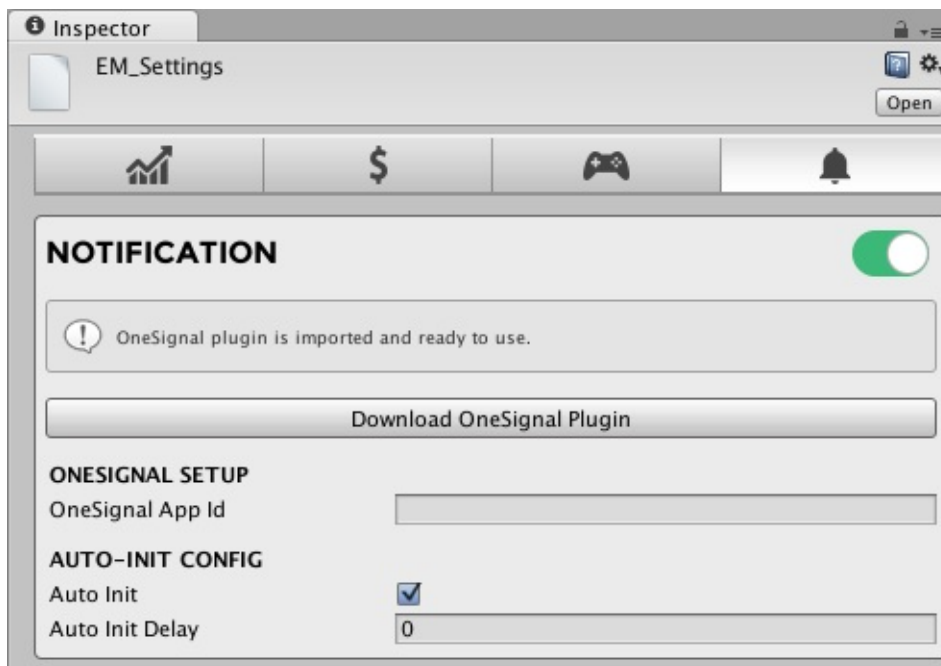 Inspector
EM_Settings
Open
$
NOTIFICATION
OneSignal plugin is imported and ready to use.
Download OneSignal Plugin
ONESIGNAL SETUP
OneSignal App Id
AUTO-INIT CONFIG
Auto Init
Auto Init Delay 0